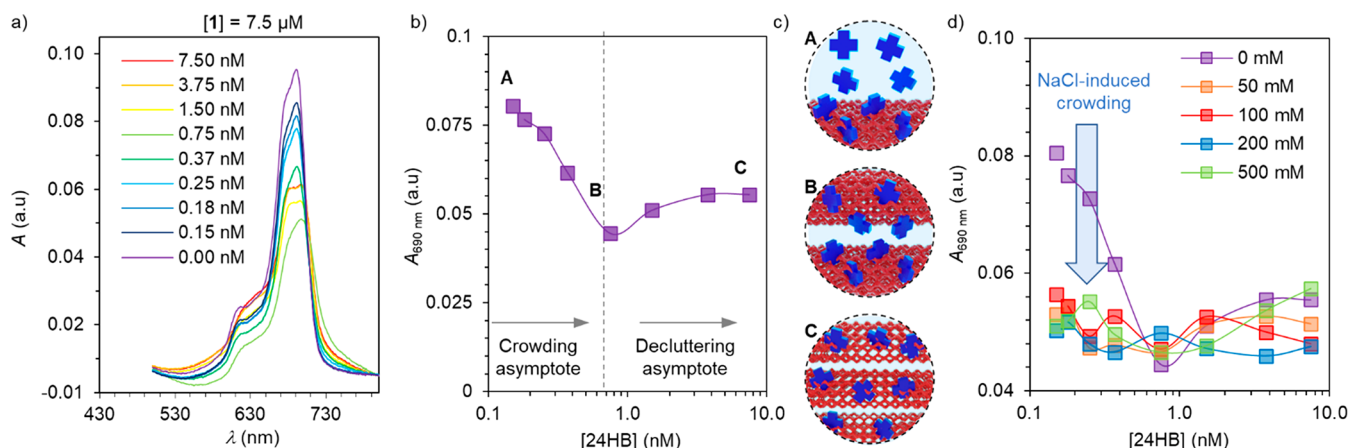 a)
[1] = 7.5 µM
0.10
0.08
0.06
0.04
0.02
-0.01
A (a.u)
7.50 nM
3.75 nM
1.50 nM
0.75 nM
0.37 nM
0.25 nM
0.18 nM
0.15 nM
0.00 nM
430
530
630
730
λ (nm)
b)
0.1
0.075
0.05
0.025
0
A690 nm (a.u)
A
B
C
Crowding
asymptote
Decluttering
asymptote
0.1
1.0
10.0
[24HB] (nM)
c)
A
B
C
d)
0.10
0.08
0.06
0.04
A690 nm (a.u)
NaCl-induced
crowding
0 mM
50 mM
100 mM
200 mM
500 mM
0.1
1.0
10.0
[24HB] (nM)